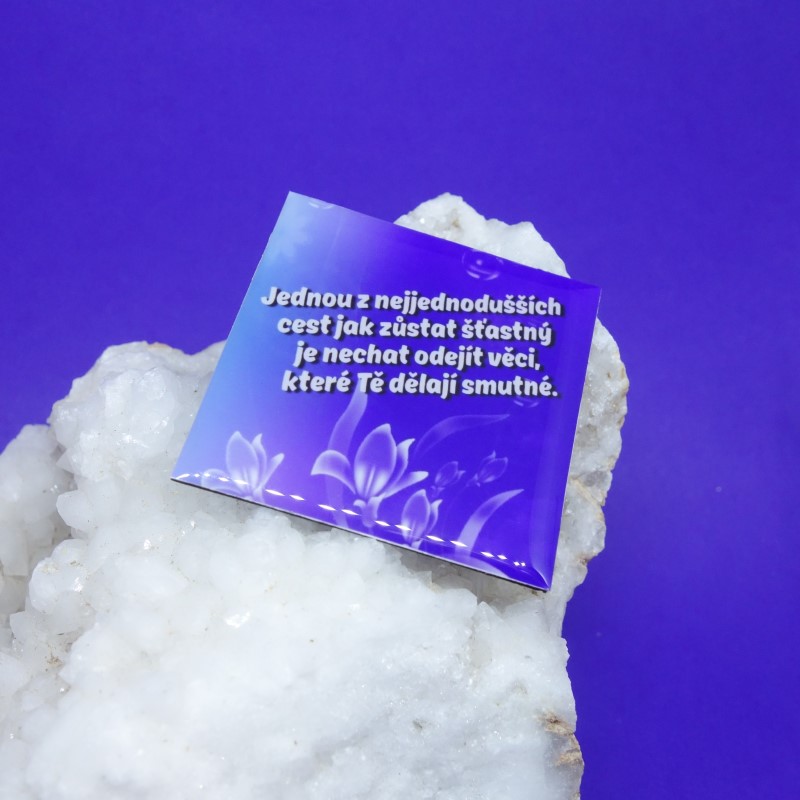 Jednou z nejjednodušších
cest jak zůstat šťastný
je nechat odejít věci,
které Tě dělají smutné.